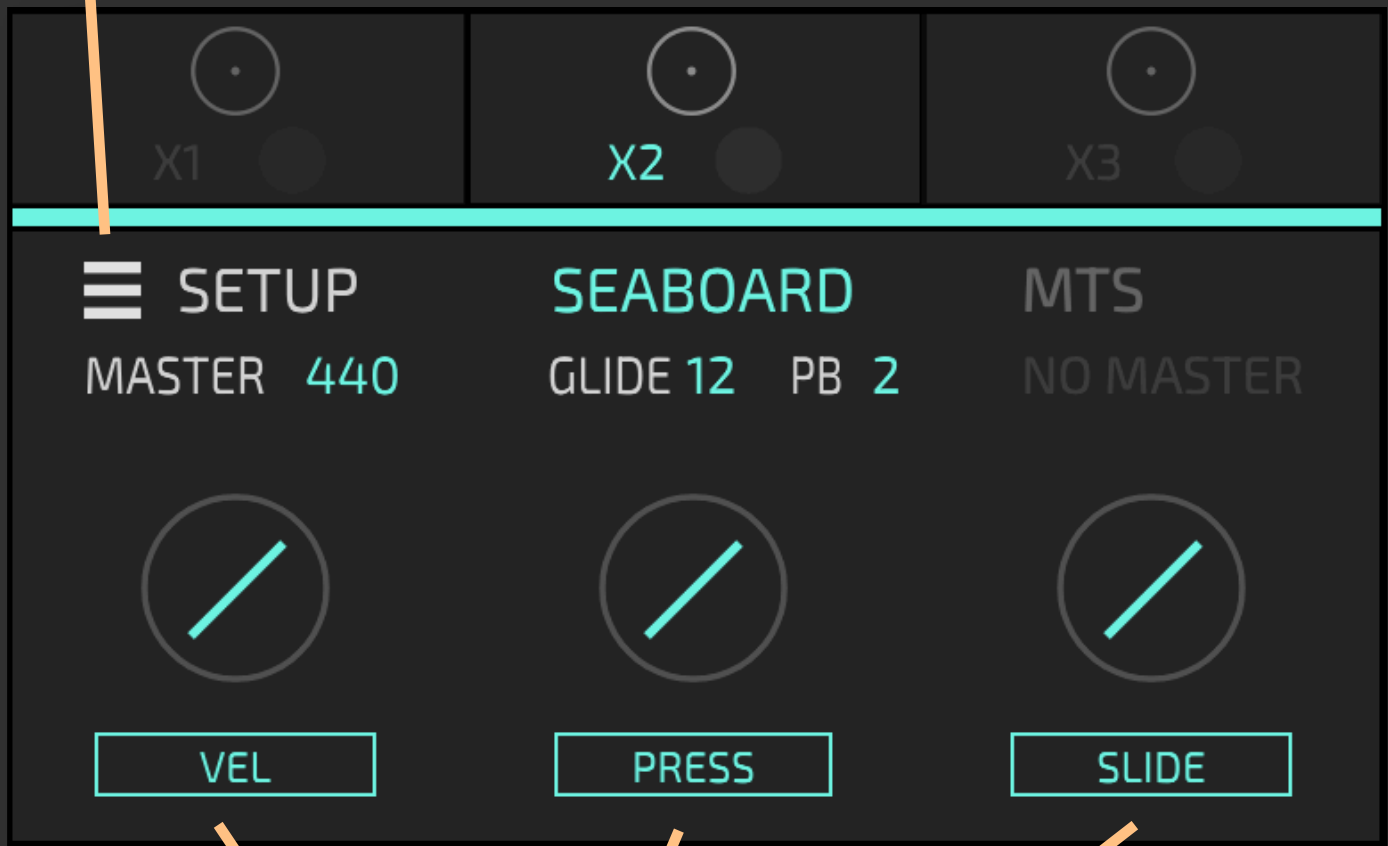 X1 X2 X3
SETUP SEABOARD MTS
MASTER 440 GLIDE 12 PB 2 NO MASTER
VEL PRESS SLIDE